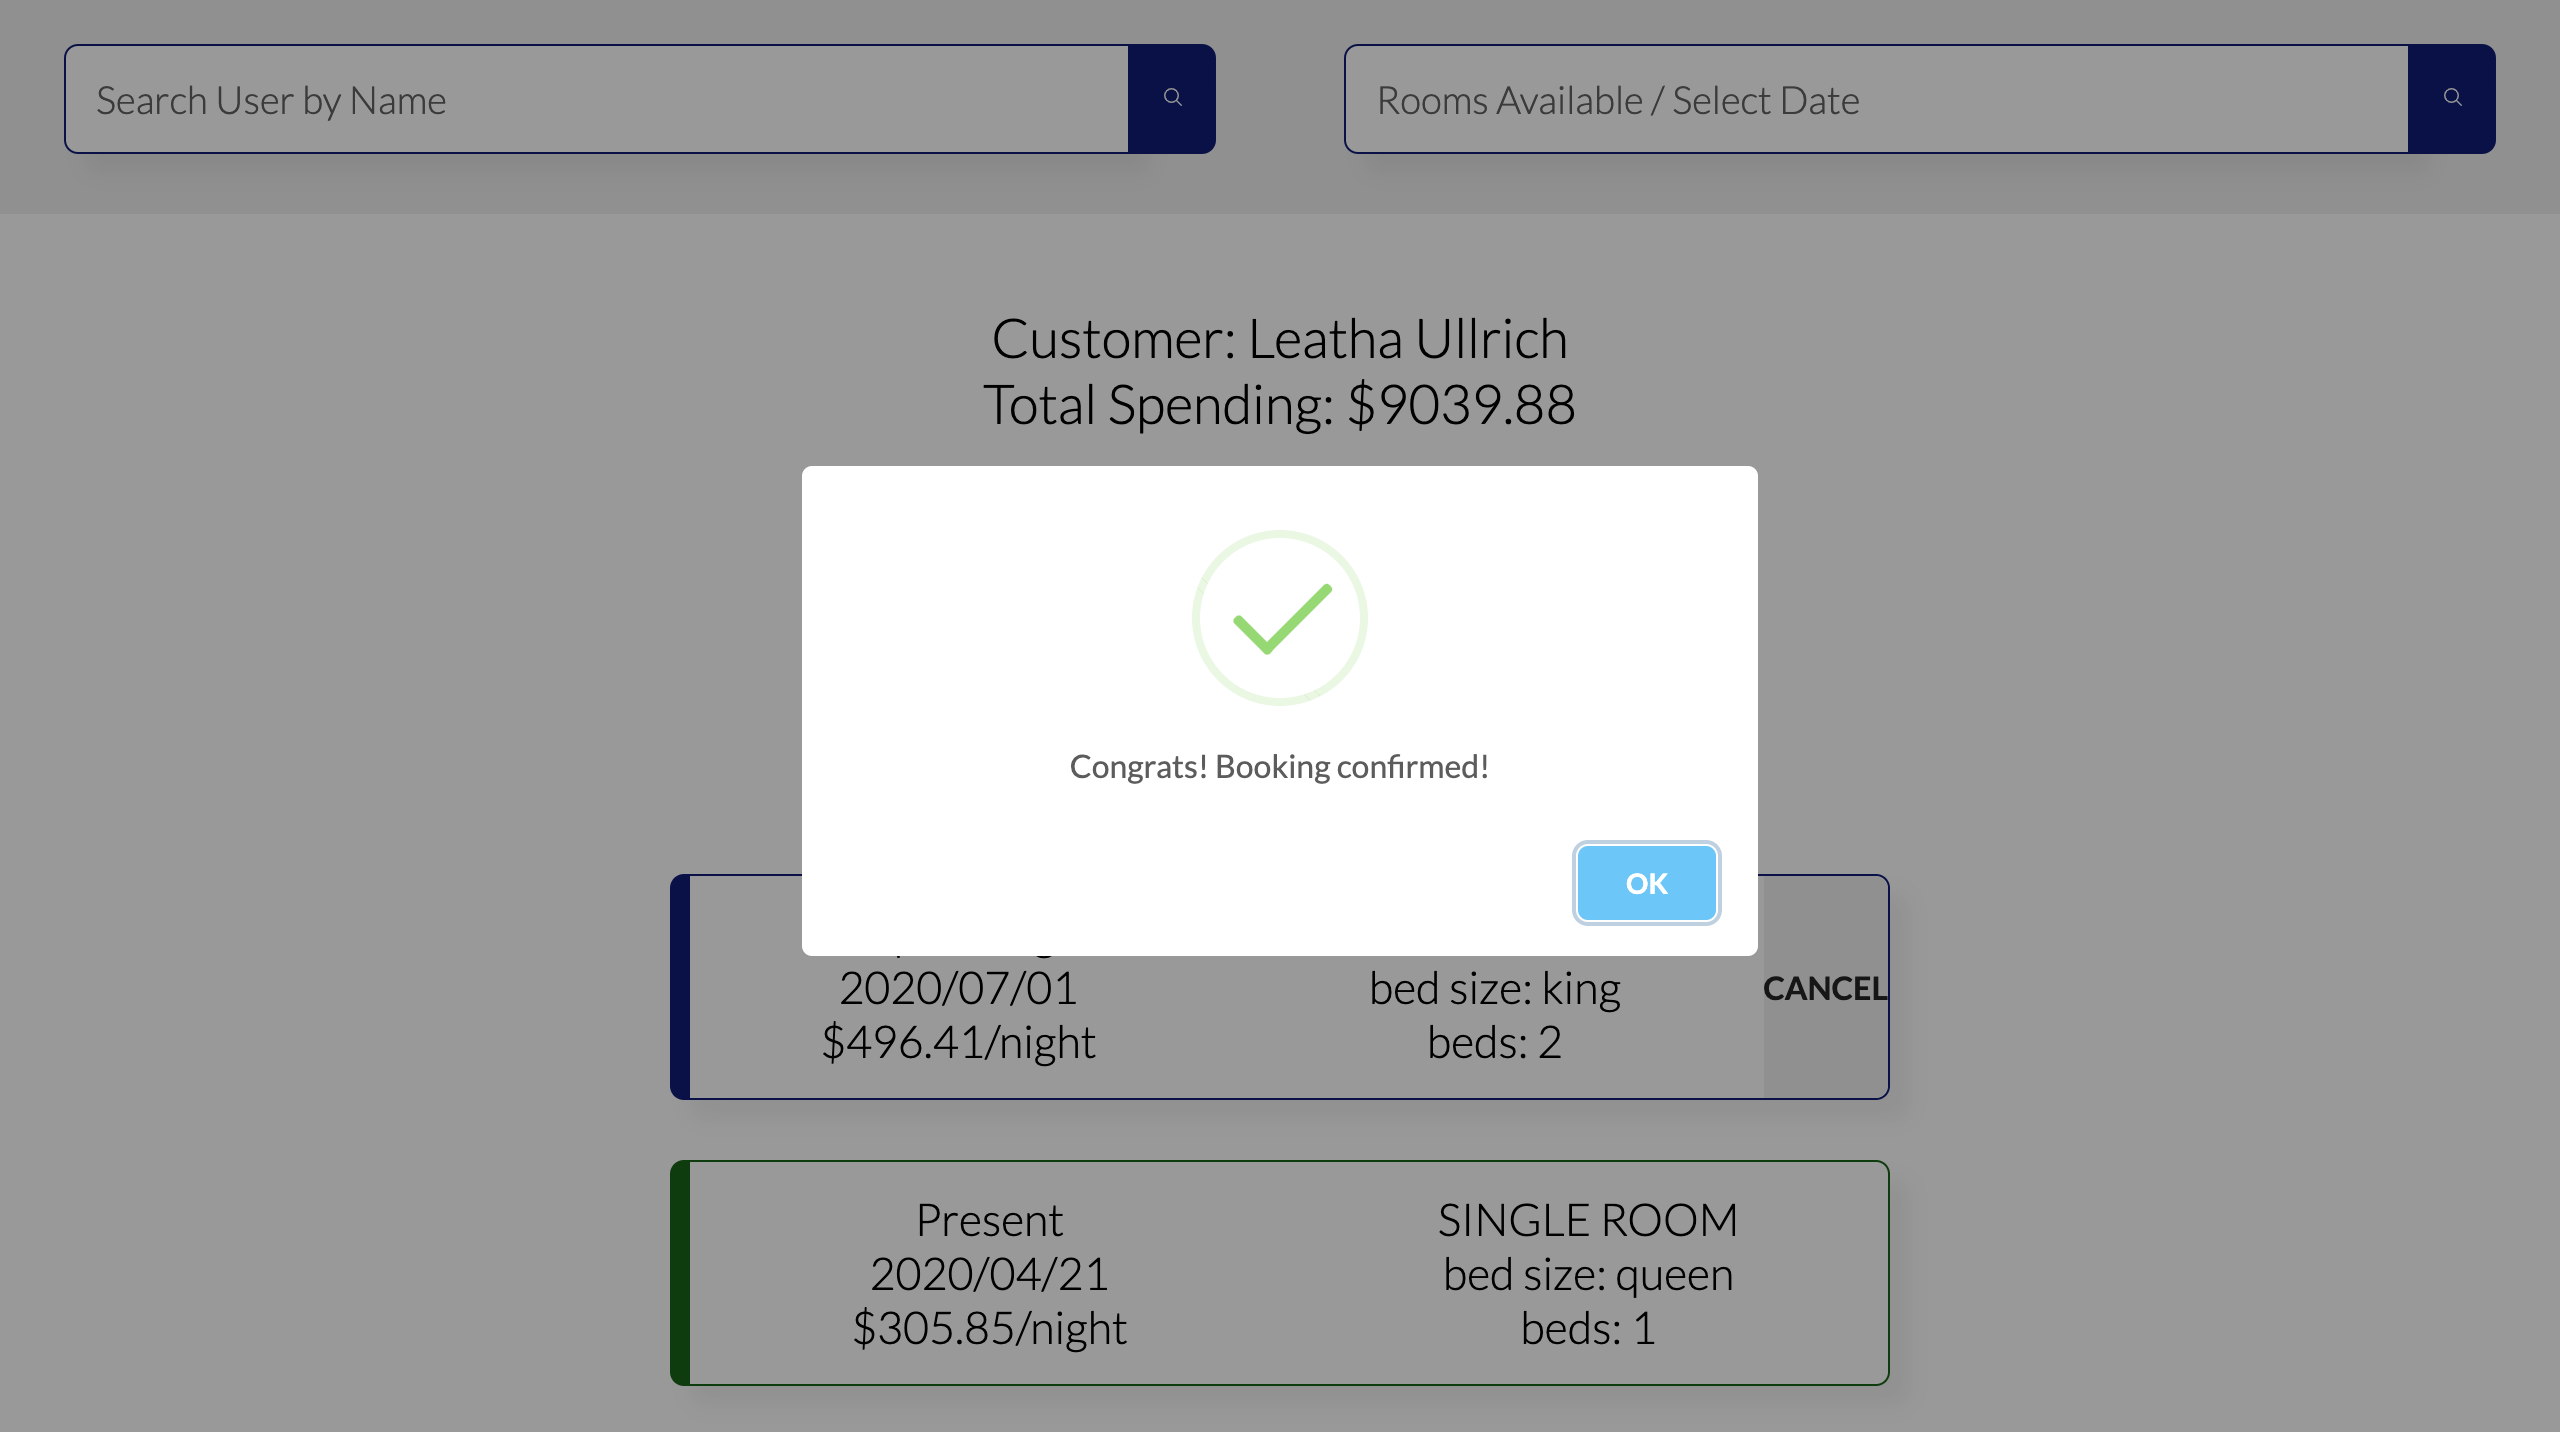 Search User by Name
Rooms Available / Select Date
Customer: Leatha Ullrich
Total Spending: $9039.88
Congrats! Booking confirmed!
OK
2020/07/01
$496.41/night
bed size: king
beds: 2
CANCEL
Present
2020/04/21
$305.85/night
SINGLE ROOM
bed size: queen
beds: 1